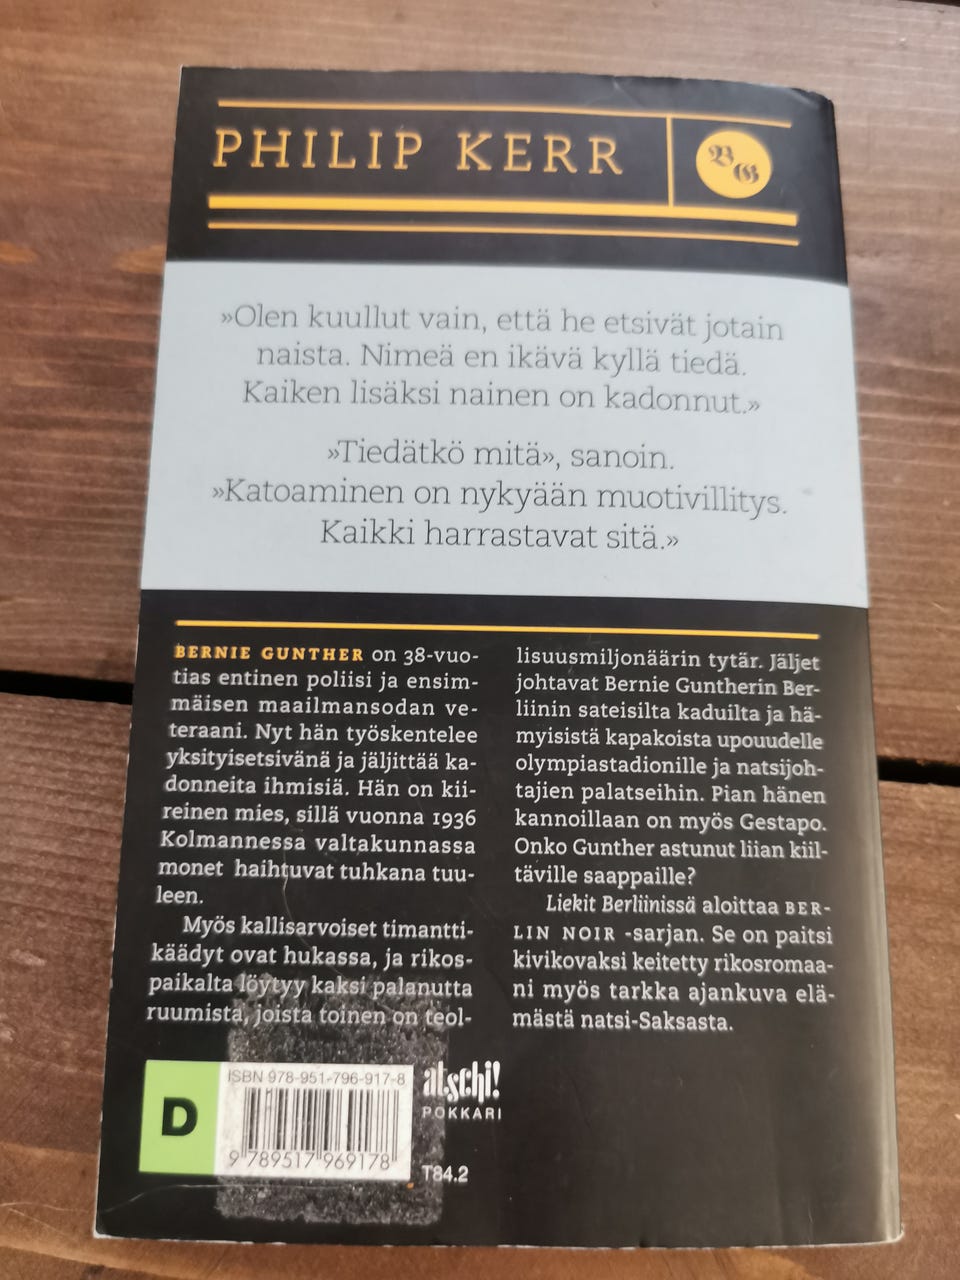 PHILIP KERR
BG
»Olen kuullut vain, että he etsivät jotain
naista. Nimeä en ikävä kyllä tiedä.
Kaiken lisäksi nainen on kadonnut.»
»Tiedätkö mitä», sanoin.
»Katoaminen on nykyään muotivillitys.
Kaikki harrastavat sitä.»
BERNIE GUNTHER on 38-vuo-
tias entinen poliisi ja ensim-
mäisen maailmansodan ve-
teraani. Nyt hän työskentelee
yksityisetsivänä ja jäljittää ka-
donneita ihmisiä. Hän on kii-
reinen mies, sillä vuonna 1936
Kolmannessa valtakunnassa
monet haihtuvat tuhkana tuu-
leen.
Myös kallisarvoiset timantti-
käädyt ovat hukassa, ja rikos-
paikalta löytyy kaksi palanutta
ruumista, joista toinen on teol-
lisuusmiljonäärin tytär. Jäljet
johtavat Bernie Guntherin Ber-
liinin sateisilta kaduilta ja hä-
myisistä kapakoista upouudelle
olympiastadionille ja natsijoh-
tajien palatseihin. Pian hänen
kannoillaan on myös Gestapo.
Onko Gunther astunut liian kiil-
täville saappaille?
Liekit Berliinissä aloittaa BER-
LIN NOIR -sarjan. Se on paitsi
kivikovaksi keitetty rikosromaa-
ni myös tarkka ajankuva elä-
mästä natsi-Saksasta.
D
ISBN 978-951-796-917-8
9 789517 969178
atschi!
POKKARI
T84.2